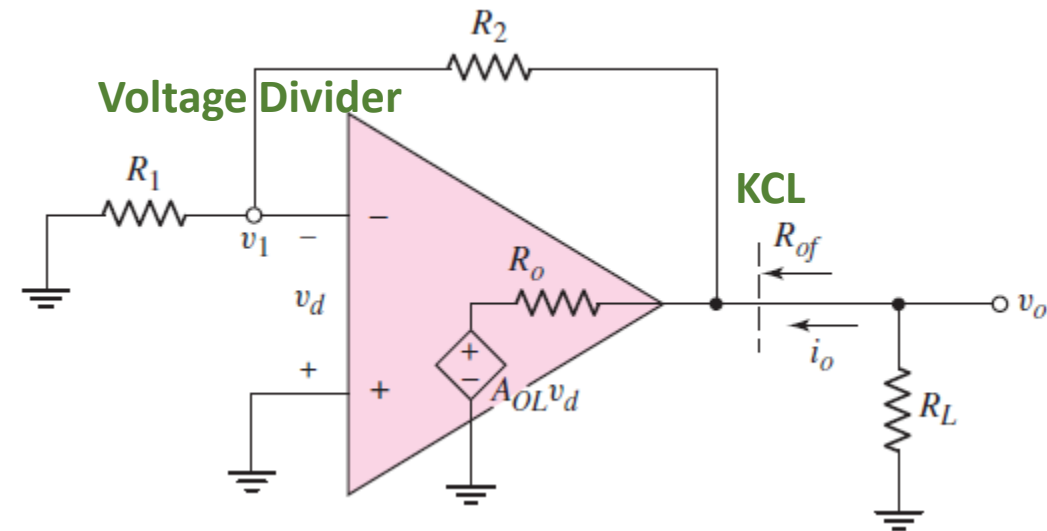 R2
Voltage Divider
R1
KCL
Rof
v1
−
−
Ro
vd
vo
io
+
+
−
+
+
AOLvd
RL